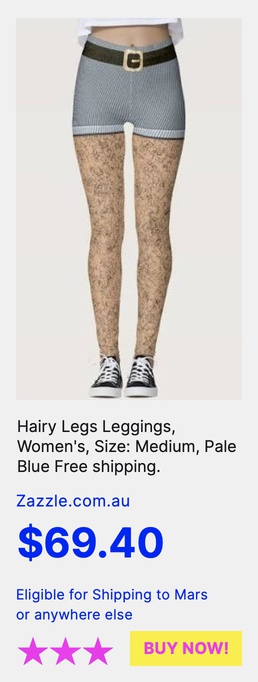 Hairy Legs Leggings,
Women's, Size: Medium, Pale
Blue Free shipping.
Zazzle.com.au
$69.40
Eligible for Shipping to Mars
or anywhere else
BUY NOW!